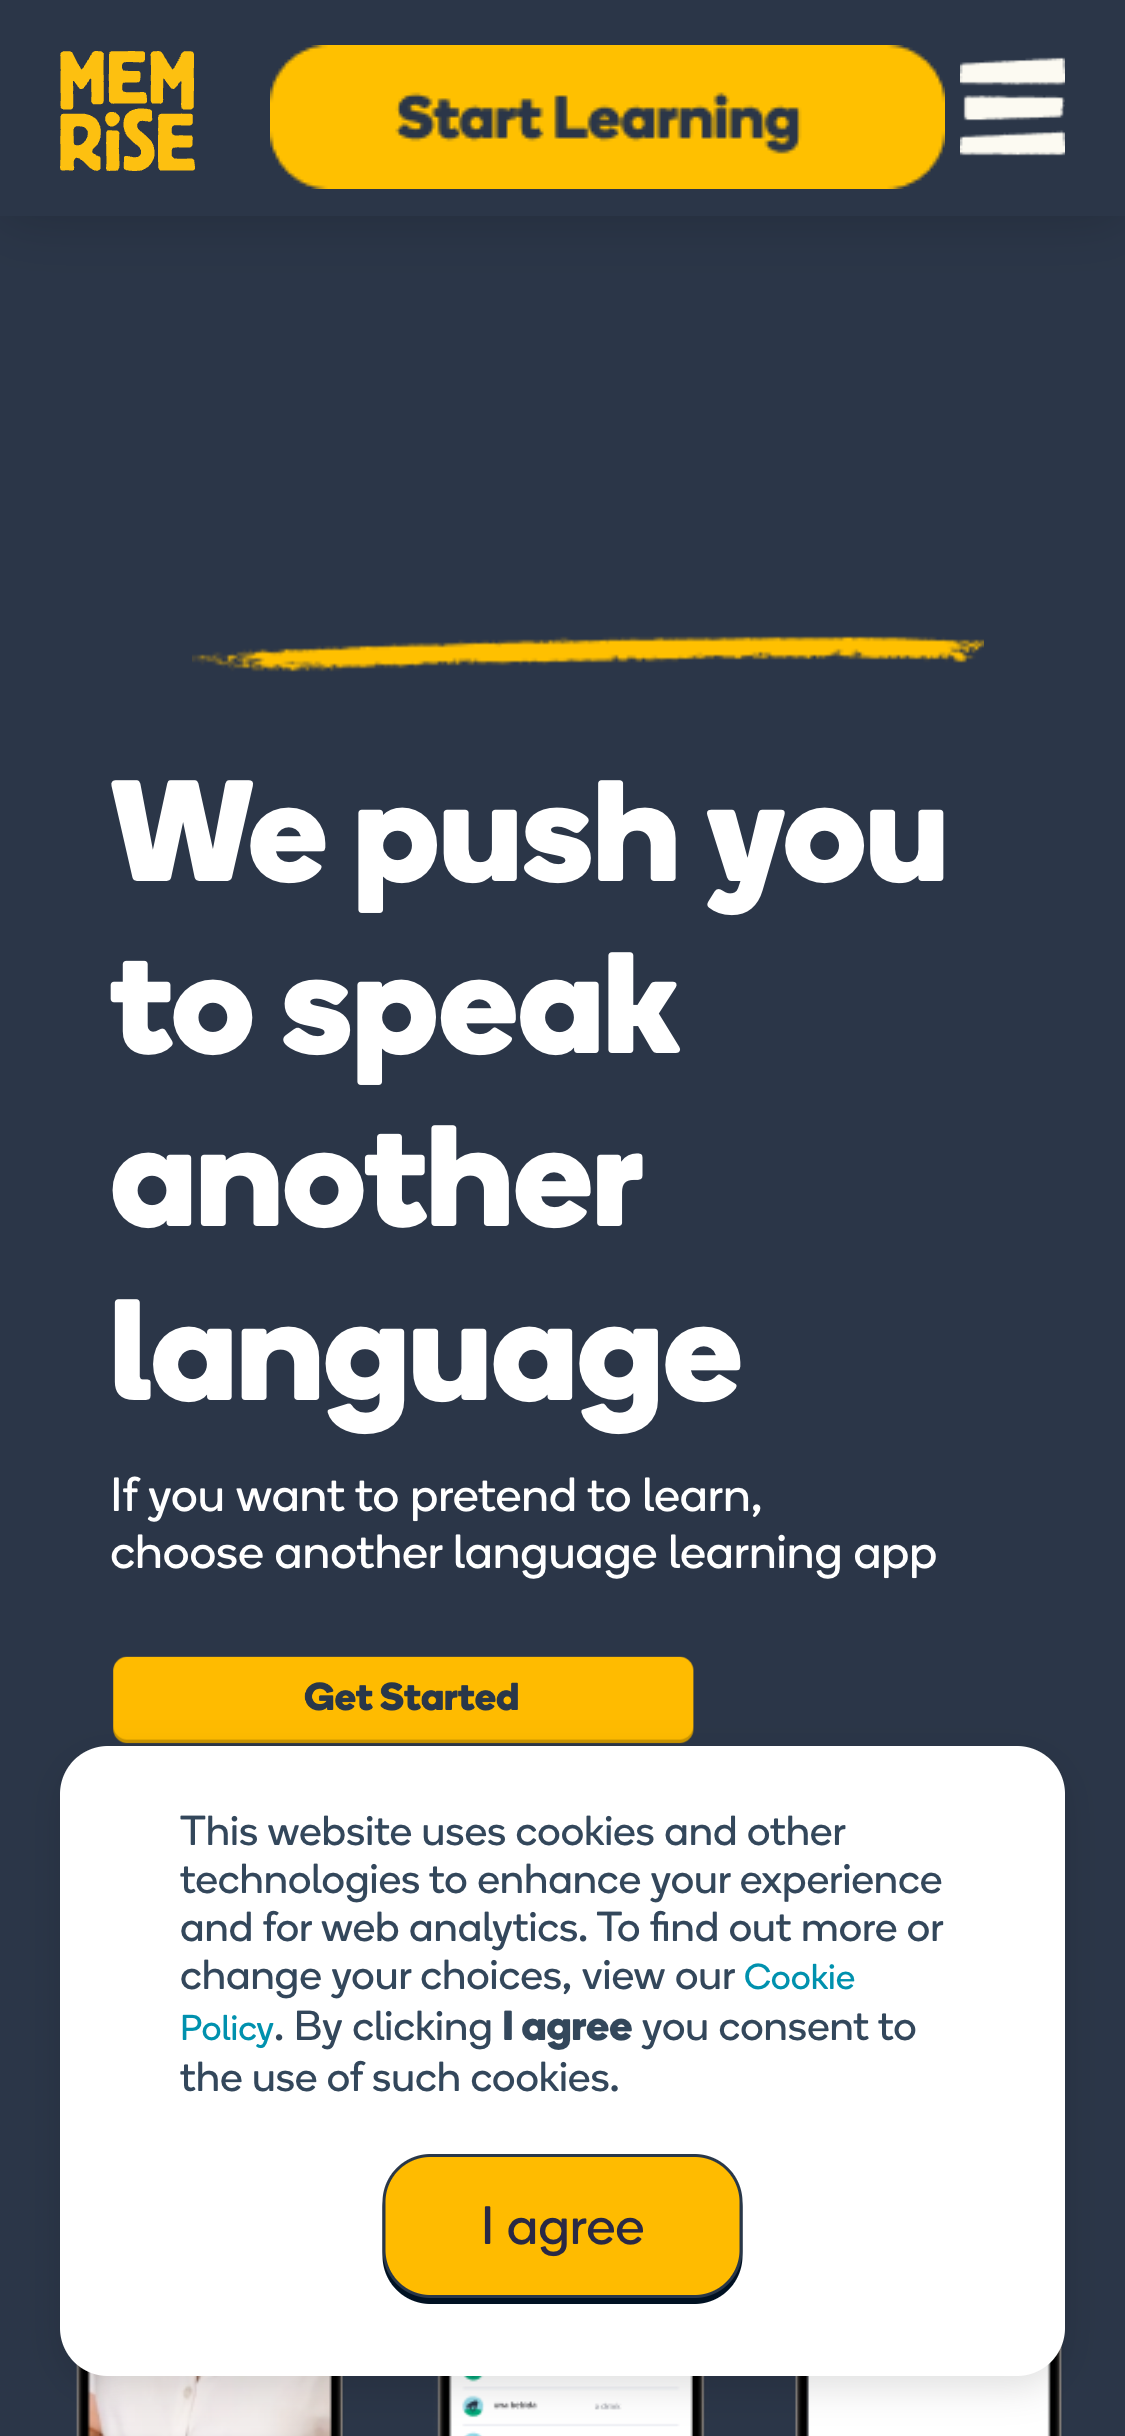 MEM
RiSE
Start Learning
We push you
to speak
another
language
If you want to pretend to learn,
choose another language learning app
Get Started
This website uses cookies and other
technologies to enhance your experience
and for web analytics. To find out more or
change your choices, view our Cookie
Policy. By clicking I agree you consent to
the use of such cookies.
I agree